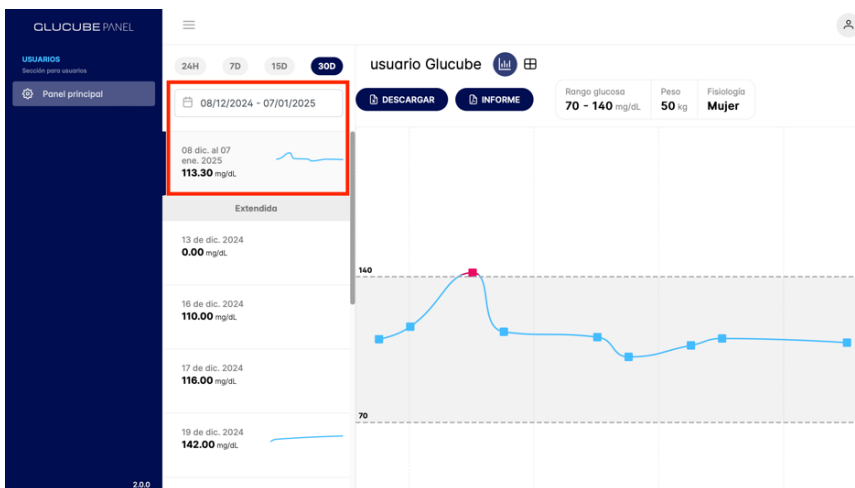 GLUCUBE PANEL
USUARIOS
Sección para usuarios
Panel principal
2.0.0
24H 7D 15D 30D
08/12/2024 - 07/01/2025
08 dic. al 07
ene. 2025
113.30 mg/dL
Extendida
13 de dic. 2024
0.00 mg/dL
16 de dic. 2024
110.00 mg/dL
17 de dic. 2024
116.00 mg/dL
19 de dic. 2024
142.00 mg/dL
usuario Glucube
DESCARGAR
INFORME
Rango glucosa
70 - 140 mg/dL
Peso
50 kg
Fisiología
Mujer
140
70